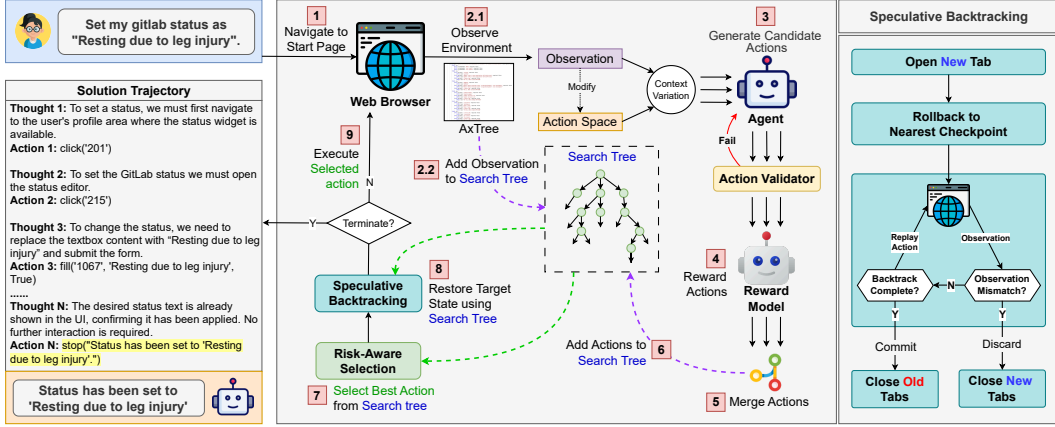 Set my gitlab status as
"Resting due to leg injury".
Solution Trajectory
Thought 1: To set a status, we must first navigate
to the user's profile area where the status widget is
available.
Action 1: click('201')
Thought 2: To set the GitLab status we must open
the status editor.
Action 2: click('215')
Thought 3: To change the status, we need to
replace the textbox content with “Resting due to leg
injury” and submit the form.
Action 3: fill('1067', 'Resting due to leg injury',
True)
......
Thought N: The desired status text is already
shown in the UI, confirming it has been applied. No
further interaction is required.
Action N: stop("Status has been set to 'Resting
due to leg injury'.")
Status has been set to
'Resting due to leg injury'
1
Navigate to
Start Page
Web Browser
2.1
Observe
Environment
AxTree
2.2
Add Observation
to Search Tree
Observation
Modify
Action Space
Context
Variation
3
Generate Candidate
Actions
Agent
Fail
Action Validator
4
Reward
Actions
Reward
Model
5
Merge Actions
6
Add Actions to
Search Tree
Search Tree
7
Select Best Action
from Search tree
Risk-Aware
Selection
8
Restore Target
State using
Search Tree
Speculative
Backtracking
Terminate?
Y
N
9
Execute
Selected
action
Speculative Backtracking
Open New Tab
Rollback to
Nearest Checkpoint
Replay
Action
Observation
Backtrack
Complete?
N
Observation
Mismatch?
Y
Y
Commit
Discard
Close Old
Tabs
Close New
Tabs